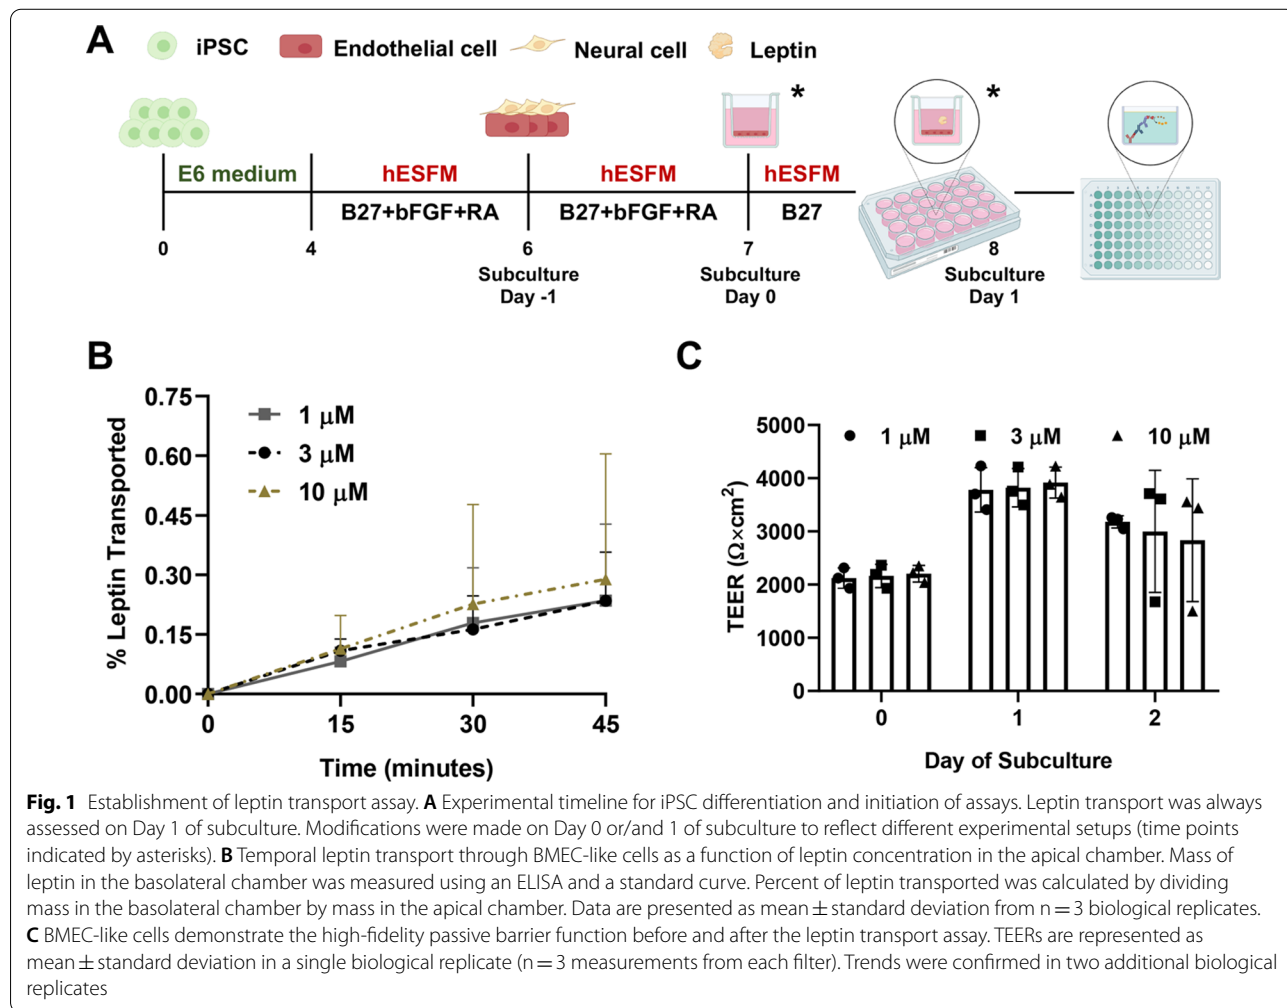 A
iPSC Endothelial cell Neural cell Leptin
* *
E6 medium hESFM hESFM hESFM
B27+bFGF+RA B27+bFGF+RA B27
0 4 6 7 8
Subculture Subculture Subculture
Day -1 Day 0 Day 1
B
% Leptin Transported
0.75
0.60
0.45
0.30
0.15
0.00
1 μM
3 μM
10 μM
0 15 30 45
Time (minutes)
C
TEER (Ω×cm²)
5000
4000
3000
2000
1000
0
1 μM 3 μM 10 μM
0 1 2
Day of Subculture
Fig. 1 Establishment of leptin transport assay. A Experimental timeline for iPSC differentiation and initiation of assays. Leptin transport was always
assessed on Day 1 of subculture. Modifications were made on Day 0 or/and 1 of subculture to reflect different experimental setups (time points
indicated by asterisks). B Temporal leptin transport through BMEC-like cells as a function of leptin concentration in the apical chamber. Mass of
leptin in the basolateral chamber was measured using an ELISA and a standard curve. Percent of leptin transported was calculated by dividing
mass in the basolateral chamber by mass in the apical chamber. Data are presented as mean ± standard deviation from n = 3 biological replicates.
C BMEC-like cells demonstrate the high-fidelity passive barrier function before and after the leptin transport assay. TEERs are represented as
mean ± standard deviation in a single biological replicate (n = 3 measurements from each filter). Trends were confirmed in two additional biological
replicates